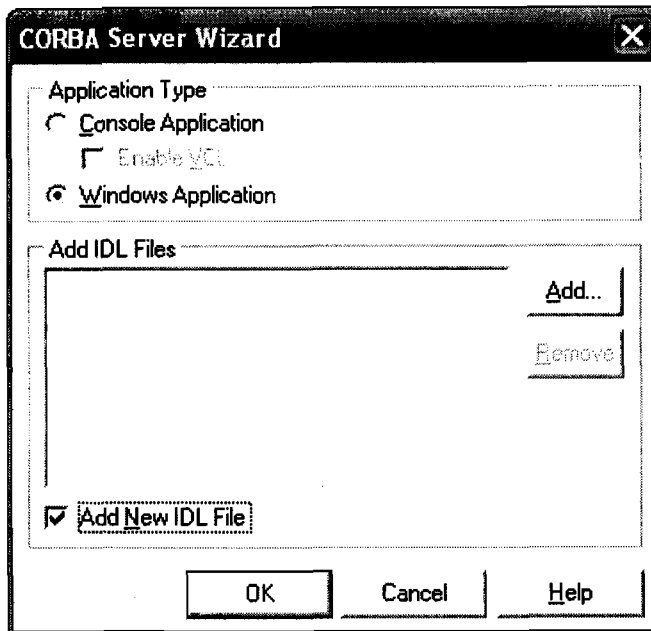 CORBA Server Wizard
Application Type
Console Application
Enable VCL
Windows Application
Add IDL Files
Add...
Remove
Add New IDL File
OK Cancel Help